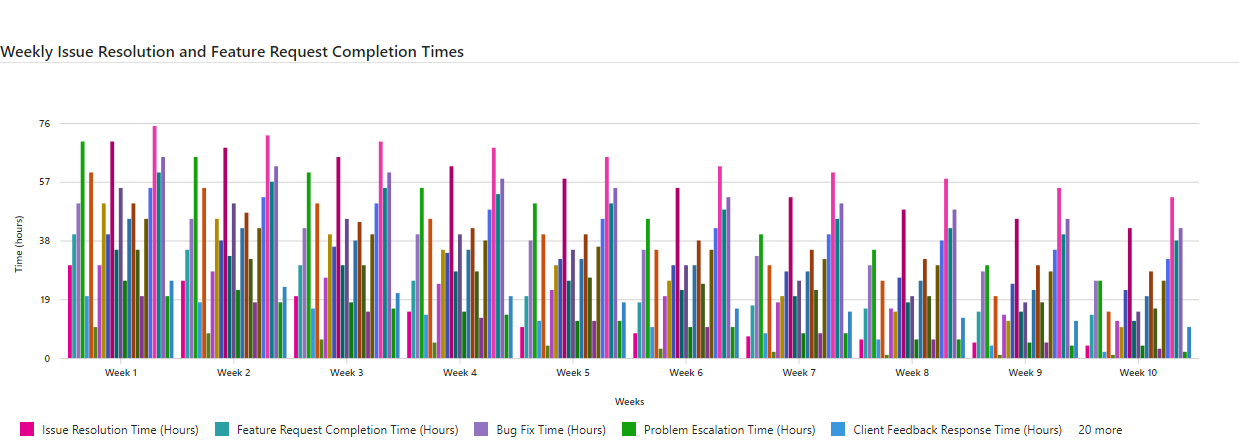 Weekly Issue Resolution and Feature Request Completion Times
76
57
38
19
0
Time (hours)
Week 1 Week 2 Week 3 Week 4 Week 5 Week 6 Week 7 Week 8 Week 9 Week 10
Weeks
Issue Resolution Time (Hours) Feature Request Completion Time (Hours) Bug Fix Time (Hours) Problem Escalation Time (Hours) Client Feedback Response Time (Hours) 20 more